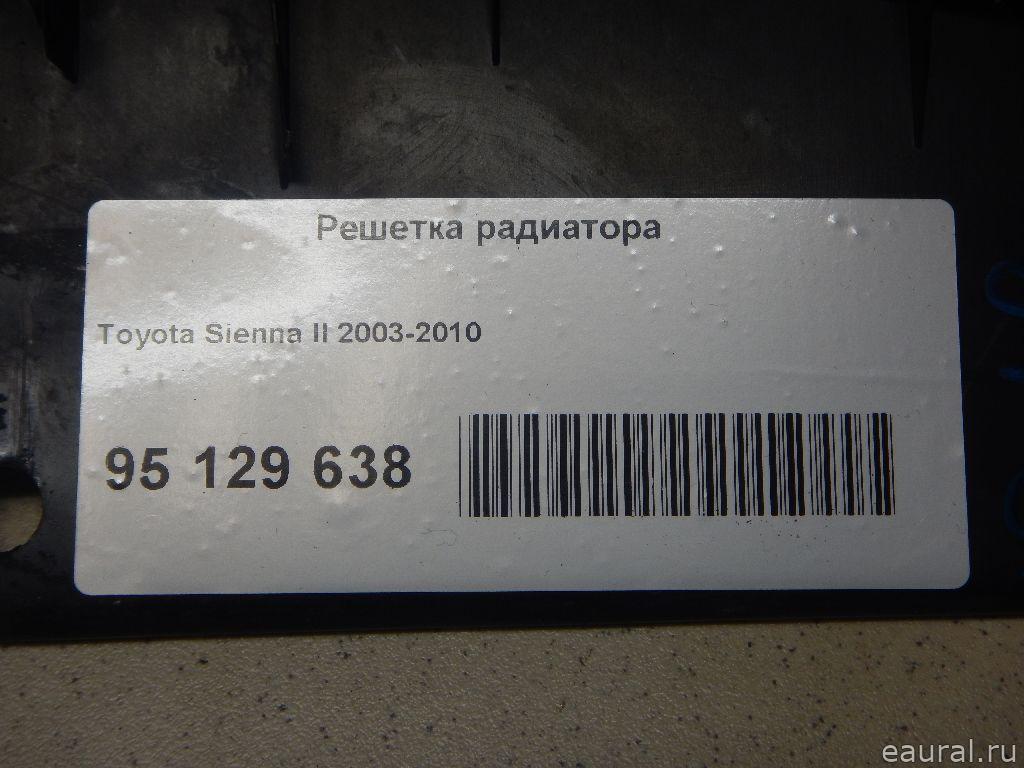 Решетка радиатора
Toyota Sienna II 2003-2010
95 129 638
eaural.ru